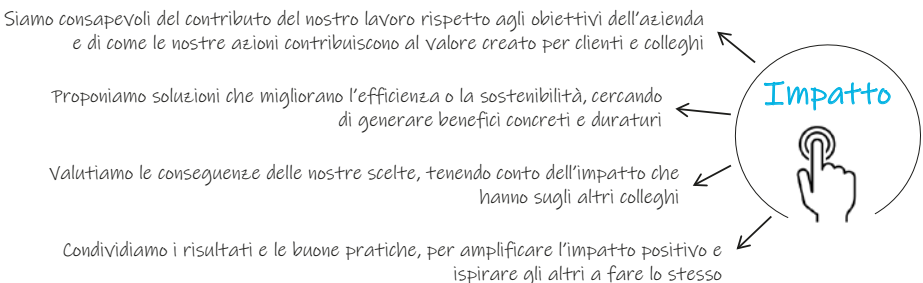 Siamo consapevoli del contributo del nostro lavoro rispetto agli obiettivi dell'azienda
e di come le nostre azioni contribuiscono al valore creato per clienti e colleghi
Impatto
Proponiamo soluzioni che migliorano l'efficienza o la sostenibilità, cercando
di generare benefici concreti e duraturi
Valutiamo le conseguenze delle nostre scelte, tenendo conto dell'impatto che
hanno sugli altri colleghi
Condividiamo i risultati e le buone pratiche, per amplificare l'impatto positivo e
ispirare gli altri a fare lo stesso